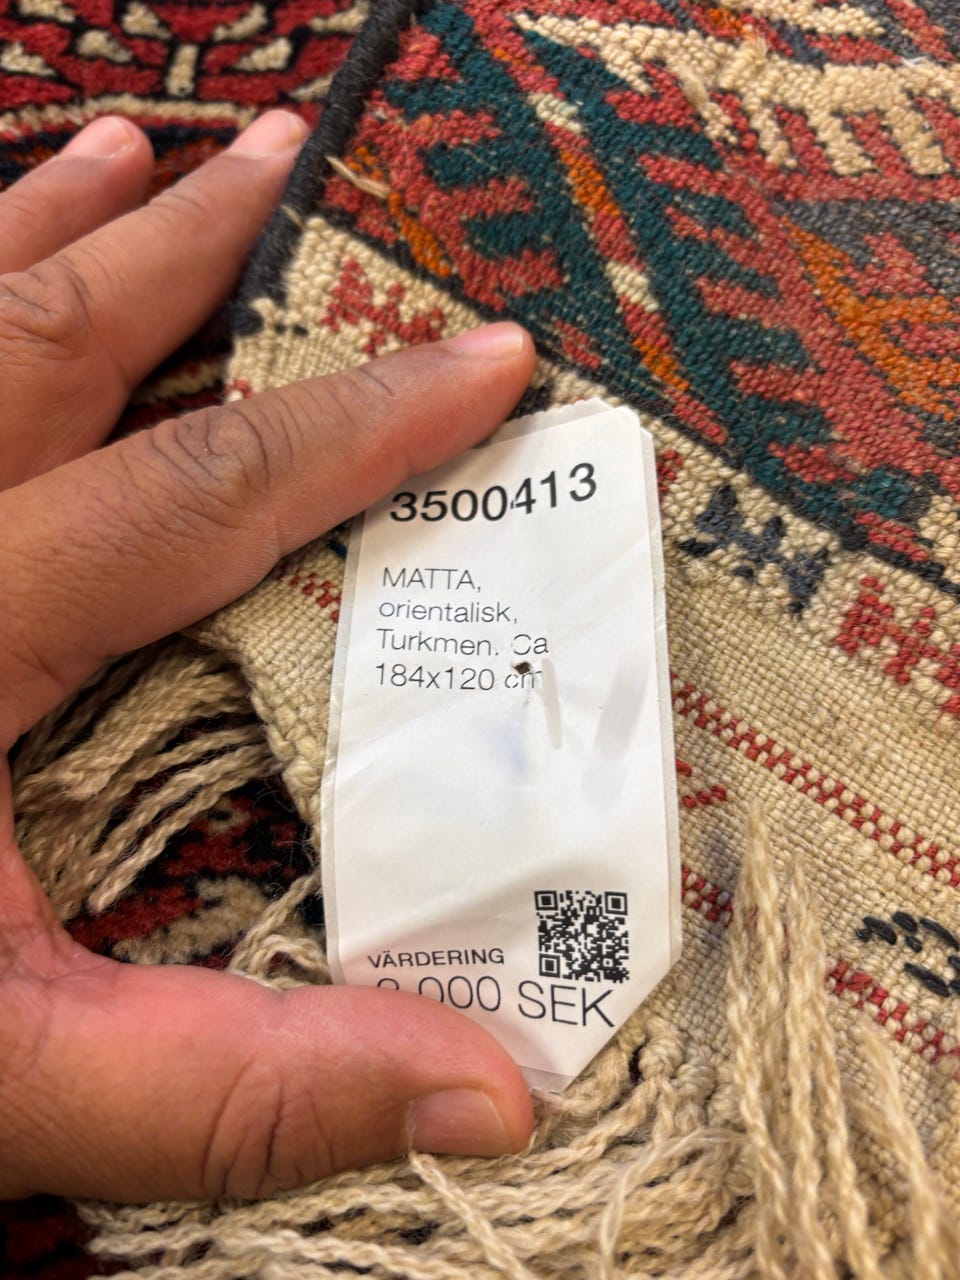 3500413
MATTA,
orientalisk,
Turkmen. Ca
184x120 cm
VÄRDERING
000 SEK